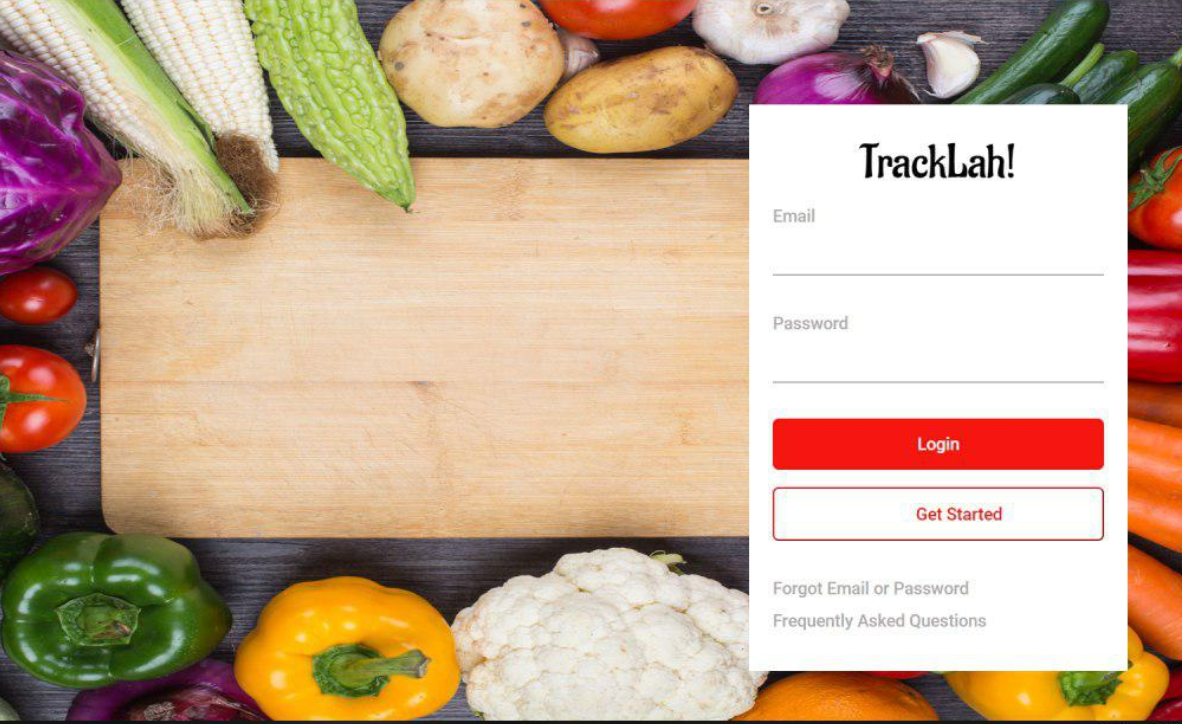 TrackLah!
Email
Password
Login
Get Started
Forgot Email or Password
Frequently Asked Questions